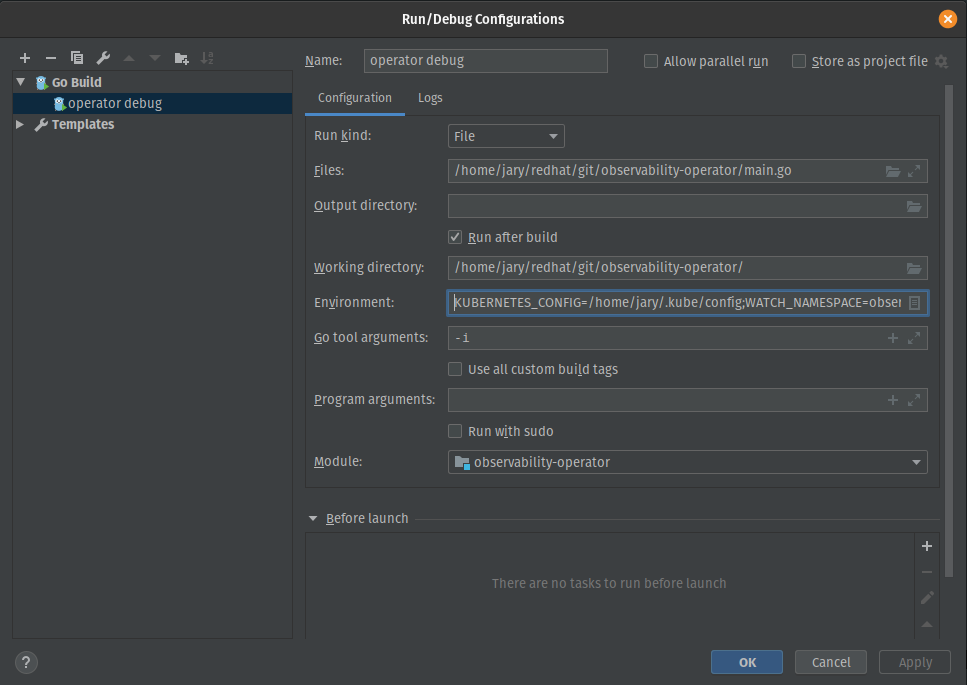 Run/Debug Configurations
Name: operator debug Allow parallel run Store as project file
Go Build
operator debug
Templates
Configuration Logs
Run kind: File
Files: /home/jary/redhat/git/observability-operator/main.go
Output directory:
Run after build
Working directory: /home/jary/redhat/git/observability-operator/
Environment: KUBERNETES_CONFIG=/home/jary/.kube/config;WATCH_NAMESPACE=obser
Go tool arguments: -i
Use all custom build tags
Program arguments:
Run with sudo
Module: observability-operator
Before launch
There are no tasks to run before launch
? OK Cancel Apply